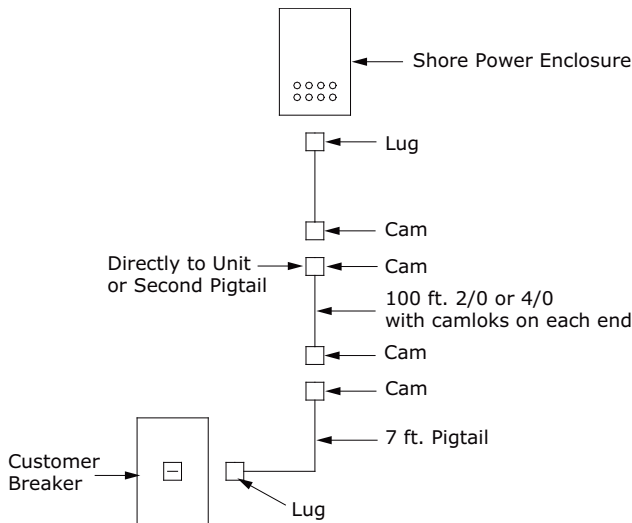 Shore Power Enclosure
Lug
Cam
Directly to Unit
or Second Pigtail
Cam
100 ft. 2/0 or 4/0
with camloks on each end
Cam
Cam
7 ft. Pigtail
Customer
Breaker
Lug